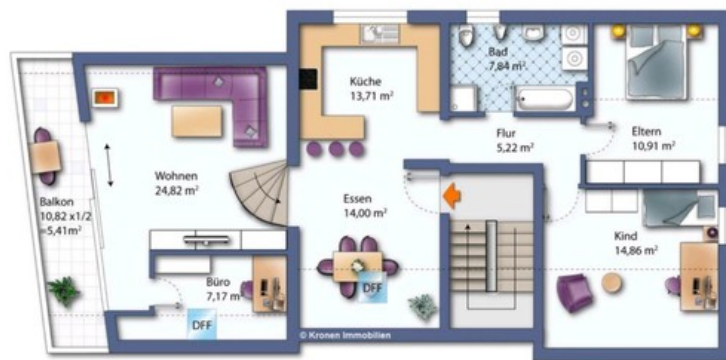 Küche
13,71 m²
Bad
7,84 m²
Flur
5,22 m²
Eltern
10,91 m²
Wohnen
24,82 m²
Balkon
10,82 x1/2
=5,41m²
Essen
14,00 m²
Kind
14,86 m²
Büro
7,17 m²
DFF
DFF
© Kronen Immobilien